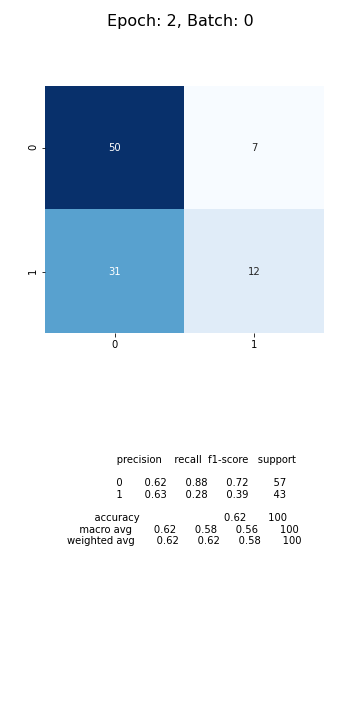 Epoch: 2, Batch: 0
0
50 7
1
31 12
0 1
precision recall f1-score support
0 0.62 0.88 0.72 57
1 0.63 0.28 0.39 43
accuracy 0.62 100
macro avg 0.62 0.58 0.56 100
weighted avg 0.62 0.62 0.58 100